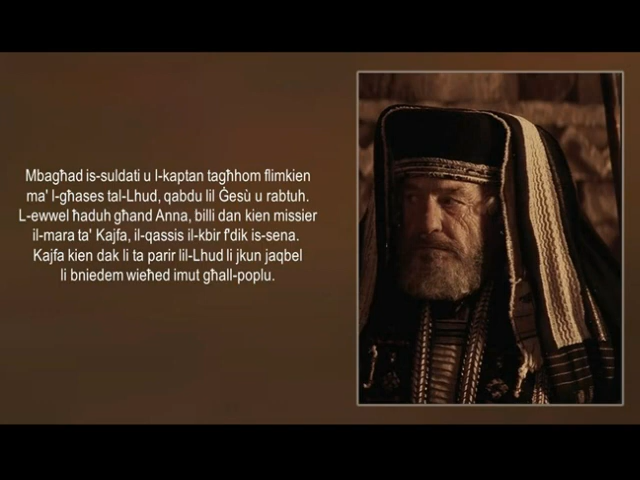 Mbagħad is-suldati u l-kaptan tagħhom flimkien
ma' l-għases tal-Lhud, qabdu lil Ġesù u rabtuh.
L-ewwel ħaduh għand Anna, billi dan kien missier
il-mara ta' Kajfa, il-qassis il-kbir f'dik is-sena.
Kajfa kien dak li ta parir lil-Lhud li jkun jaqbel
li bniedem wieħed imut għall-poplu.